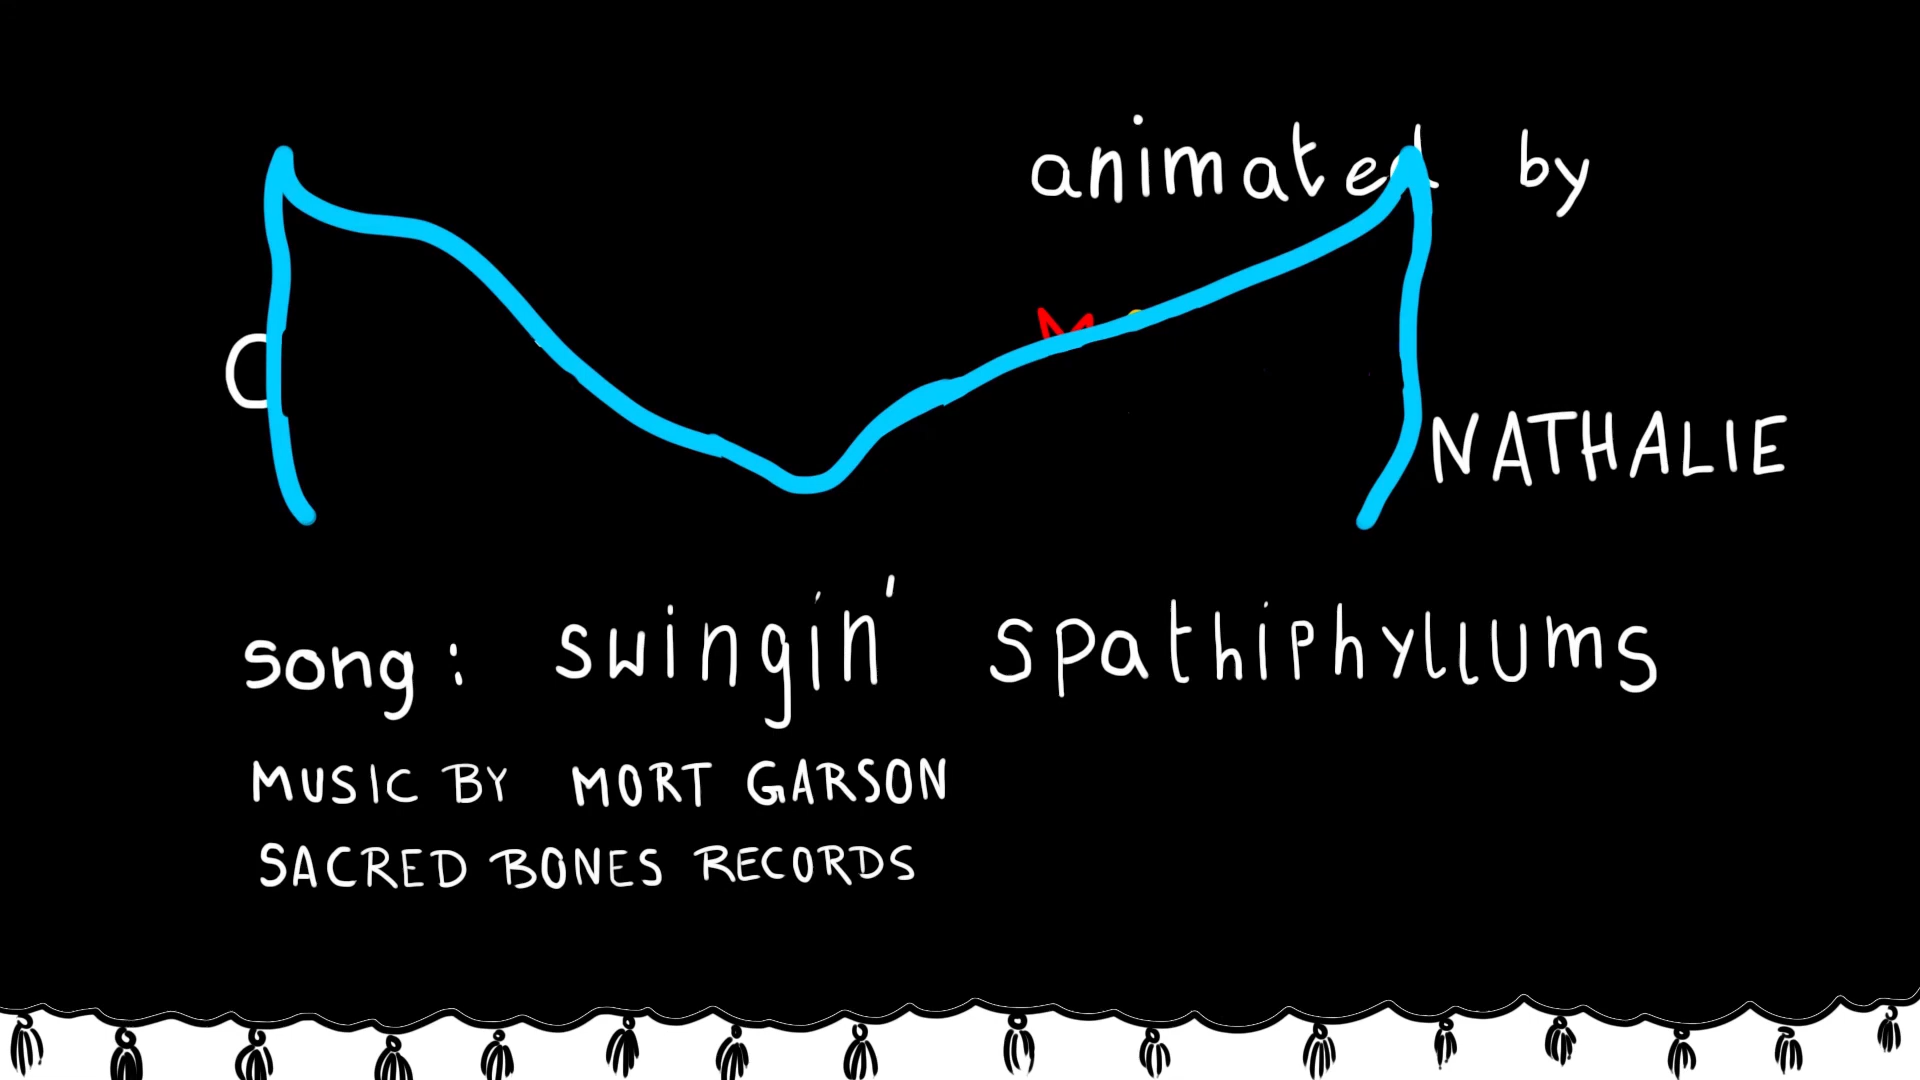 animated by
NATHALIE
song: swingin' spathiphyllums
MUSIC BY MORT GARSON
SACRED BONES RECORDS